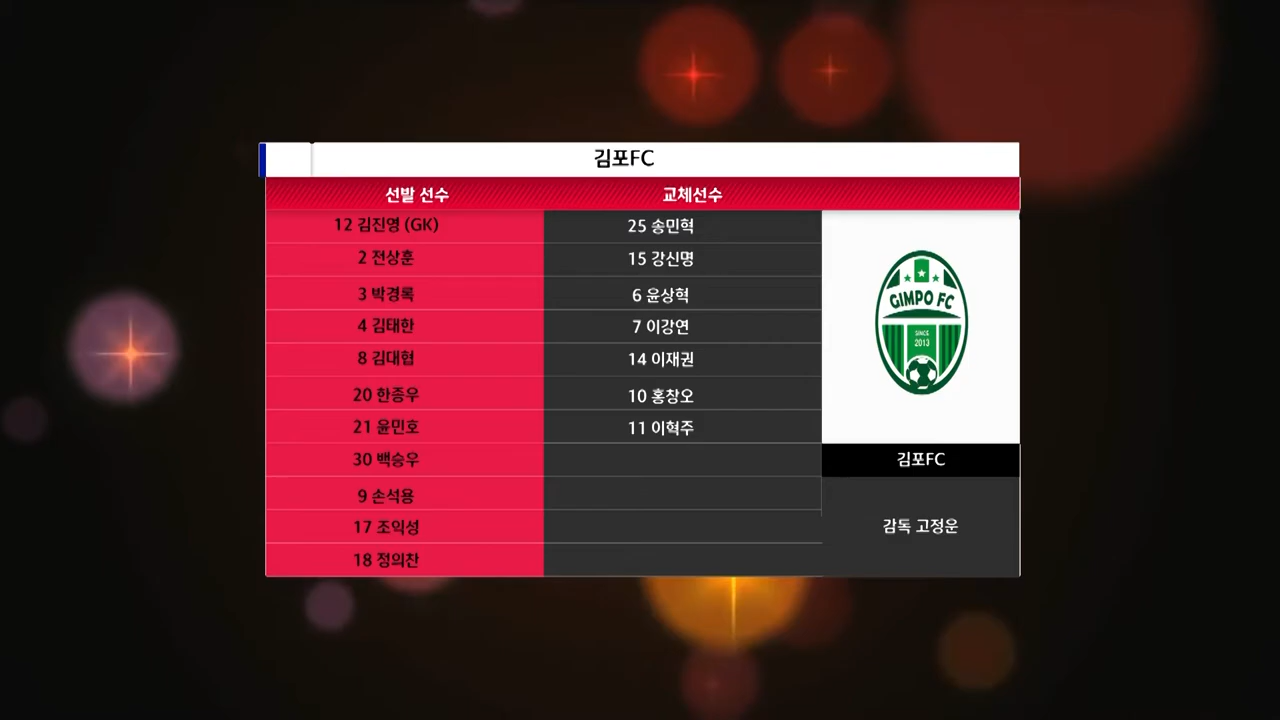 김포FC
선발 선수 교체선수
12 김진영 (GK) 25 송민혁
2 전상훈 15 강신명
3 박경록 6 윤상혁
4 김태한 7 이강연
8 김대협 14 이재권
20 한종우 10 홍창오
21 윤민호 11 이혁주
30 백승우
9 손석용
17 조익성
18 정의찬
GIMPO FC
SINCE
2013
김포FC
감독 고정운